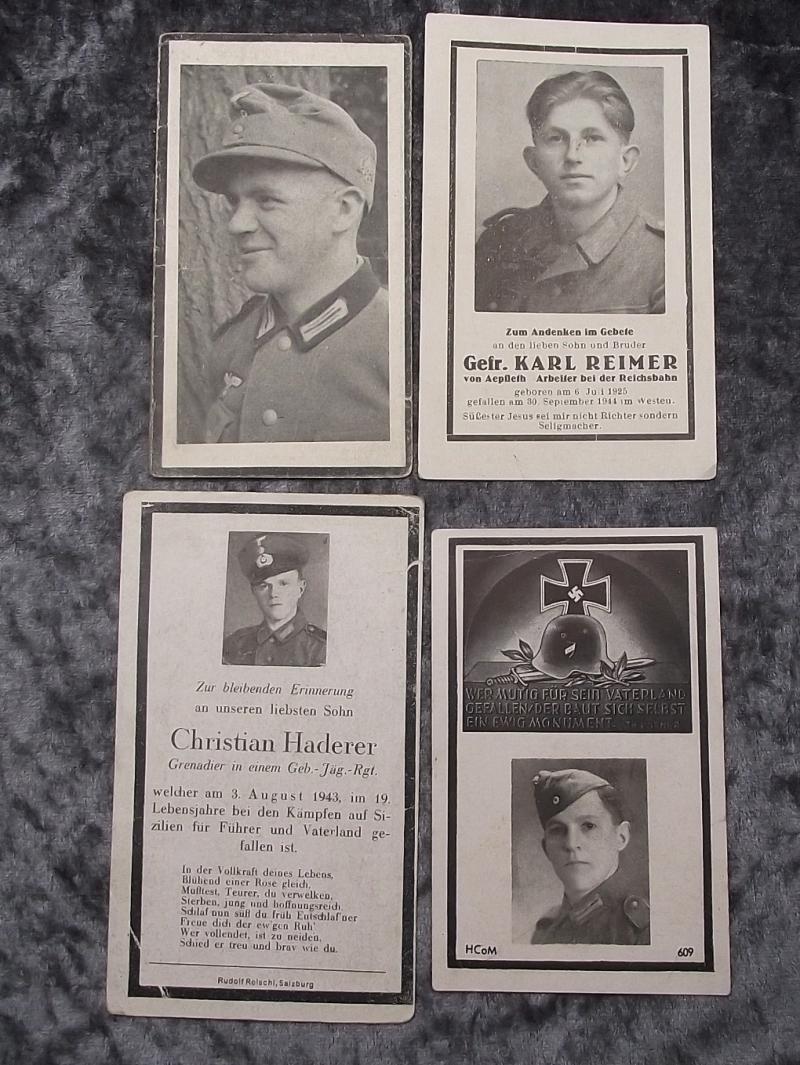 Zum Andenken im Gebete
an den lieben Sohn und Bruder
Gefr. KARL REIMER
von Aepfleth Arbeiter bei der Reichsbahn
geboren am 6. Juli 1925
gefallen am 30. September 1944 im Westen.
Süßester Jesus sei mir nicht Richter sondern
Seligmacher.
Zur bleibenden Erinnerung
an unseren liebsten Sohn
Christian Haderer
Grenadier in einem Geb.-Jäg.-Rgt.
welcher am 3. August 1943, im 19.
Lebensjahre bei den Kämpfen auf Si-
zilien für Führer und Vaterland ge-
fallen ist.
In der Vollkraft deines Lebens,
Blühend einer Rose gleich,
Mußtest, Teurer, du verwelken,
Sterben, jung und hoffnungsreich.
Schlaf nun süß du früh Entschlaf'ner
Freue dich der ew'gen Ruh'
Wer vollendet, ist zu neiden,
Schied er treu und brav wie du.
Rudolf Rolschl, Salzburg
WER MUTIG FÜR SEIN VATERLAND
GEFALLEN/DER BAUT SICH SELBST
EIN EWIG MONUMENT
HCoM 609